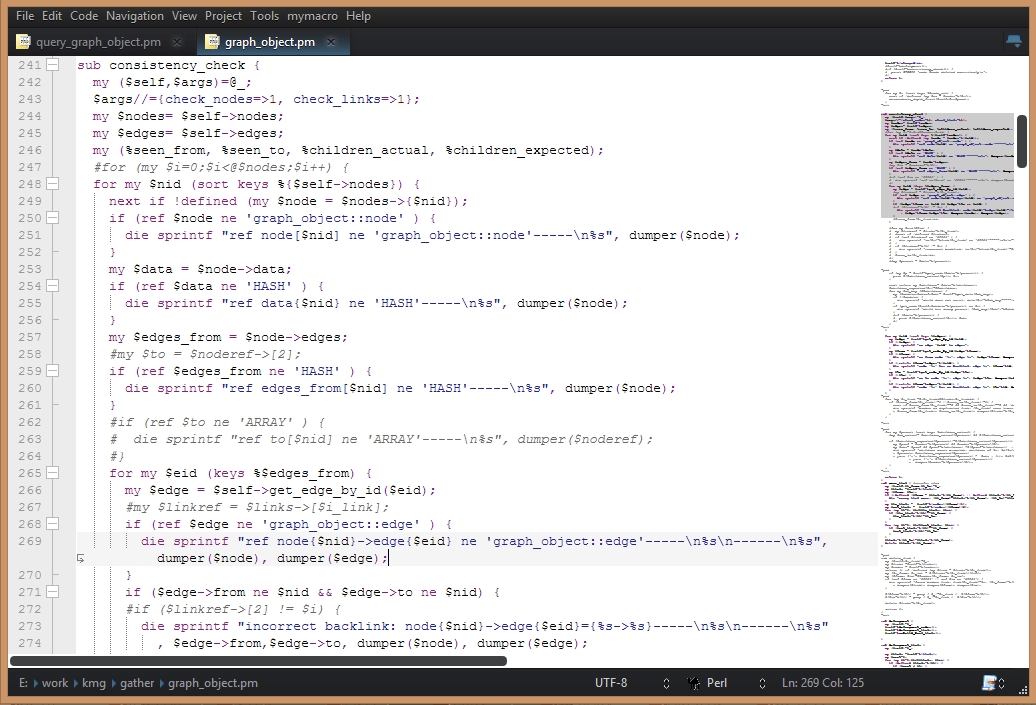 File Edit Code Navigation View Project Tools mymacro Help
query_graph_object.pm graph_object.pm
241 sub consistency_check {
242 my ($self,$args)=@_;
243 $args//={check_nodes=>1, check_links=>1};
244 my $nodes= $self->nodes;
245 my $edges= $self->edges;
246 my (%seen_from, %seen_to, %children_actual, %children_expected);
247 #for (my $i=0;$i<@$nodes;$i++) {
248 for my $nid (sort keys %{$self->nodes}) {
249 next if !defined (my $node = $nodes->{$nid});
250 if (ref $node ne 'graph_object::node' ) {
251 die sprintf "ref node[$nid] ne 'graph_object::node'-----\n%s", dumper($node);
252 }
253 my $data = $node->data;
254 if (ref $data ne 'HASH' ) {
255 die sprintf "ref data{$nid} ne 'HASH'-----\n%s", dumper($node);
256 }
257 my $edges_from = $node->edges;
258 #my $to = $noderef->[2];
259 if (ref $edges_from ne 'HASH' ) {
260 die sprintf "ref edges_from[$nid] ne 'HASH'-----\n%s", dumper($node);
261 }
262 #if (ref $to ne 'ARRAY' ) {
263 # die sprintf "ref to[$nid] ne 'ARRAY'-----\n%s", dumper($noderef);
264 #}
265 for my $eid (keys %$edges_from) {
266 my $edge = $self->get_edge_by_id($eid);
267 #my $linkref = $links->[$i_link];
268 if (ref $edge ne 'graph_object::edge' ) {
269 die sprintf "ref node{$nid}->edge{$eid} ne 'graph_object::edge'-----\n%s\n------\n%s",
dumper($node), dumper($edge);
270 }
271 if ($edge->from ne $nid && $edge->to ne $nid) {
272 #if ($linkref->[2] != $i) {
273 die sprintf "incorrect backlink: node{$nid}->edge{$eid}={%s->%s}-----\n%s\n------\n%s"
274 , $edge->from,$edge->to, dumper($node), dumper($edge);
E: work kmg gather graph_object.pm UTF-8 Perl Ln: 269 Col: 125